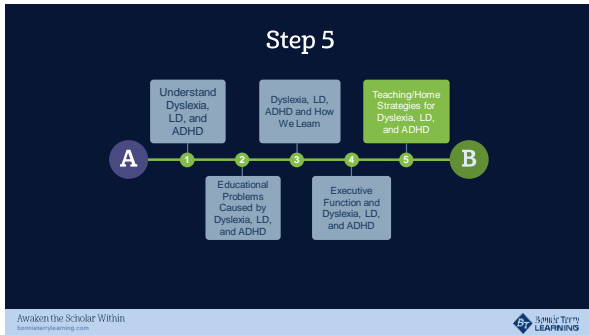 Step 5
Understand
Dyslexia,
LD, and
ADHD
Dyslexia, LD,
ADHD and How
We Learn
Teaching/Home
Strategies for
Dyslexia, LD,
and ADHD
A
1
2
3
4
5
B
Educational
Problems
Caused by
Dyslexia, LD,
and ADHD
Executive
Function and
Dyslexia, LD,
and ADHD
Awaken the Scholar Within
bonnieterrylearning.com
BT
Bonnie Terry
LEARNING